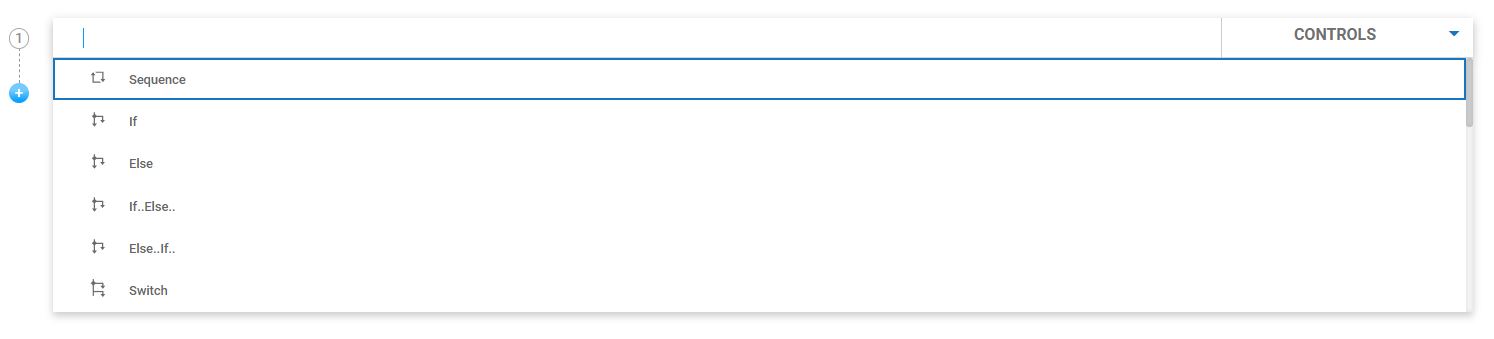 1
CONTROLS
Sequence
If
Else
If..Else..
Else..If..
Switch